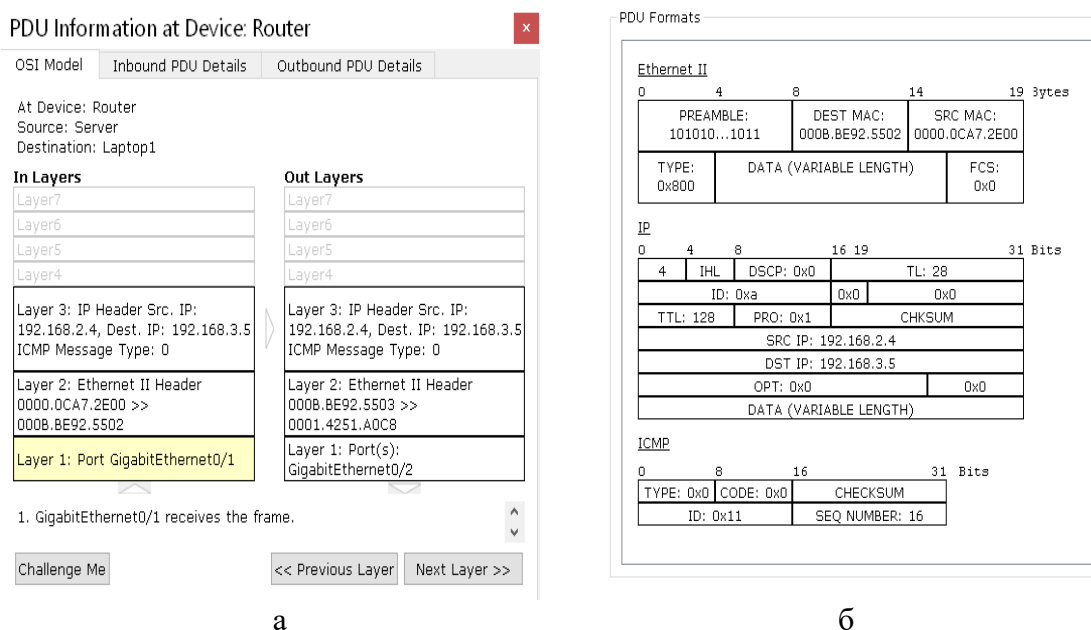 PDU Information at Device: Router
x
OSI Model Inbound PDU Details Outbound PDU Details
At Device: Router
Source: Server
Destination: Laptop1
In Layers
Layer7
Layer6
Layer5
Layer4
Layer 3: IP Header Src. IP:
192.168.2.4, Dest. IP: 192.168.3.5
ICMP Message Type: 0
Layer 2: Ethernet II Header
0000.0CA7.2E00 >>
000B.BE92.5502
Layer 1: Port GigabitEthernet0/1
Out Layers
Layer7
Layer6
Layer5
Layer4
Layer 3: IP Header Src. IP:
192.168.2.4, Dest. IP: 192.168.3.5
ICMP Message Type: 0
Layer 2: Ethernet II Header
000B.BE92.5503 >>
0001.4251.A0C8
Layer 1: Port(s):
GigabitEthernet0/2
1. GigabitEthernet0/1 receives the frame.
Challenge Me << Previous Layer Next Layer >>
а
PDU Formats
Ethernet II
0 4 8 14 19 Bytes
PREAMBLE: DEST MAC: SRC MAC:
101010...1011 000B.BE92.5502 0000.0CA7.2E00
TYPE: DATA (VARIABLE LENGTH) FCS:
0x800 0x0
IP
0 4 8 16 19 31 Bits
4 IHL DSCP: 0x0 TL: 28
ID: 0xa 0x0 0x0
TTL: 128 PRO: 0x1 CHKSUM
SRC IP: 192.168.2.4
DST IP: 192.168.3.5
OPT: 0x0 0x0
DATA (VARIABLE LENGTH)
ICMP
0 8 16 31 Bits
TYPE: 0x0 CODE: 0x0 CHECKSUM
ID: 0x11 SEQ NUMBER: 16
б